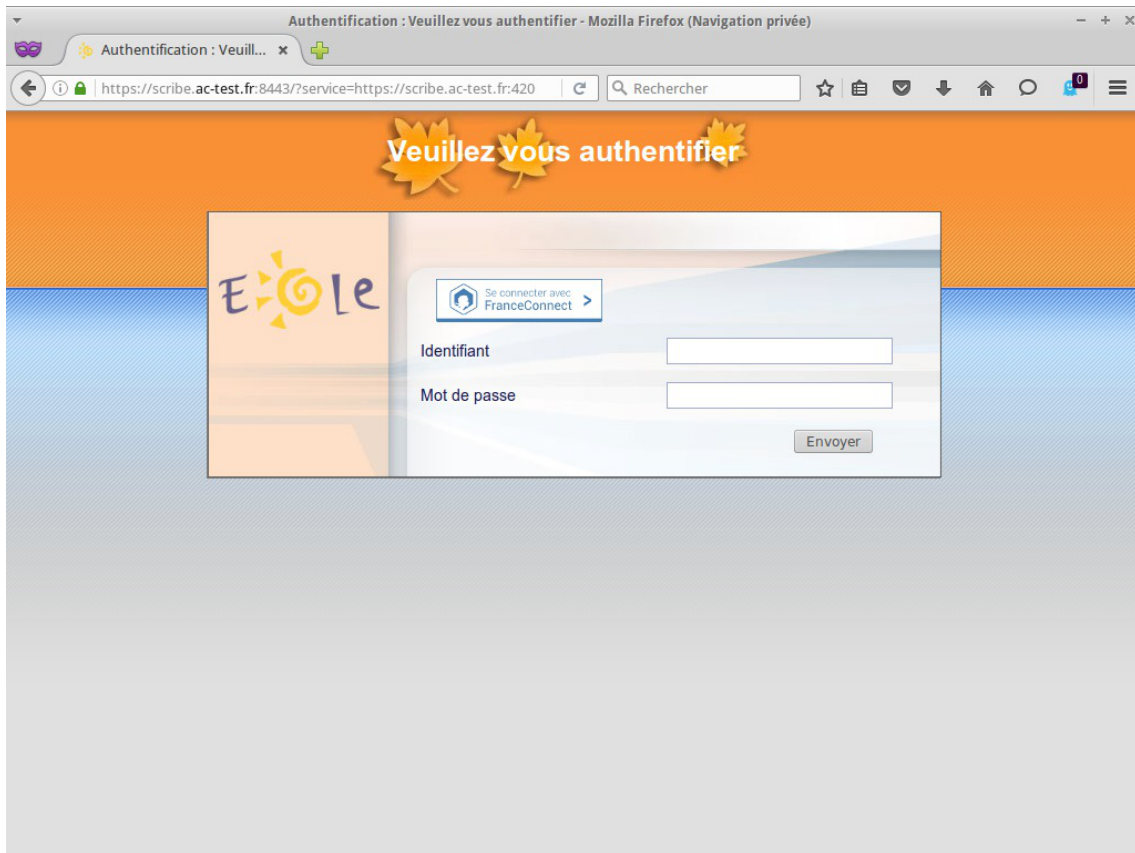 Authentification : Veuillez vous authentifier - Mozilla Firefox (Navigation privée)
Authentification : Veuill...
https://scribe.ac-test.fr:8443/?service=https://scribe.ac-test.fr:420
Rechercher
0
Veuillez vous authentifier
EOle
Se connecter avec
FranceConnect >
Identifiant
Mot de passe
Envoyer